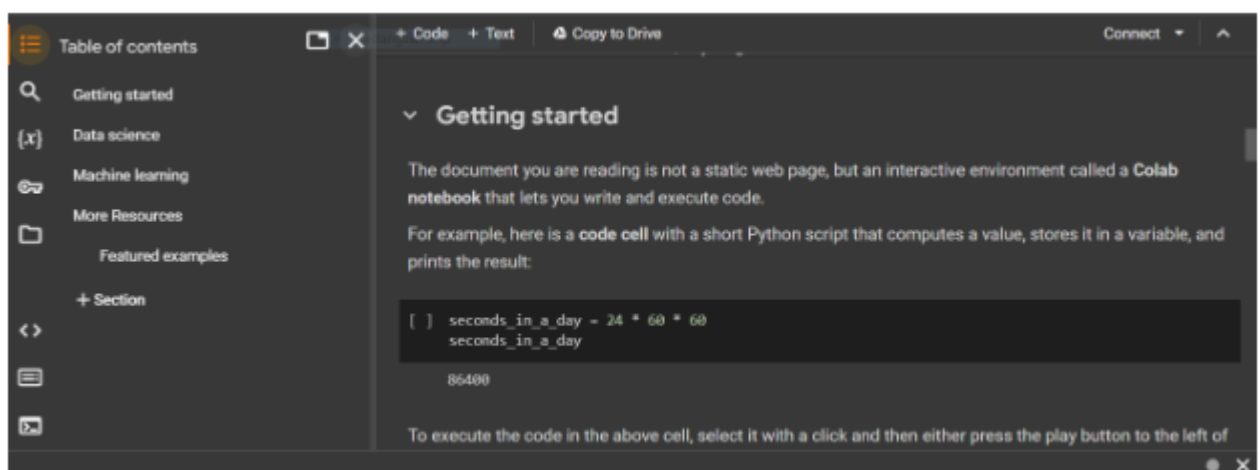 Table of contents
Getting started
Data science
Machine learning
More Resources
Featured examples
+ Section
{x}
+ Code + Text Copy to Drive Connect
Getting started
The document you are reading is not a static web page, but an interactive environment called a Colab
notebook that lets you write and execute code.
For example, here is a code cell with a short Python script that computes a value, stores it in a variable, and
prints the result:
[ ] seconds_in_a_day = 24 * 60 * 60
seconds_in_a_day
86400
To execute the code in the above cell, select it with a click and then either press the play button to the left of